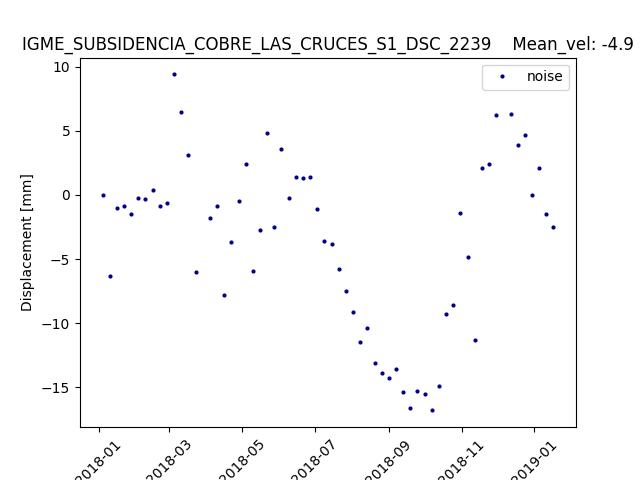 IGME_SUBSIDENCIA_COBRE_LAS_CRUCES_S1_DSC_2239 Mean_vel: -4.9
noise
Displacement [mm]
10
5
0
−5
−10
−15
2018-01 2018-03 2018-05 2018-07 2018-09 2018-11 2019-01